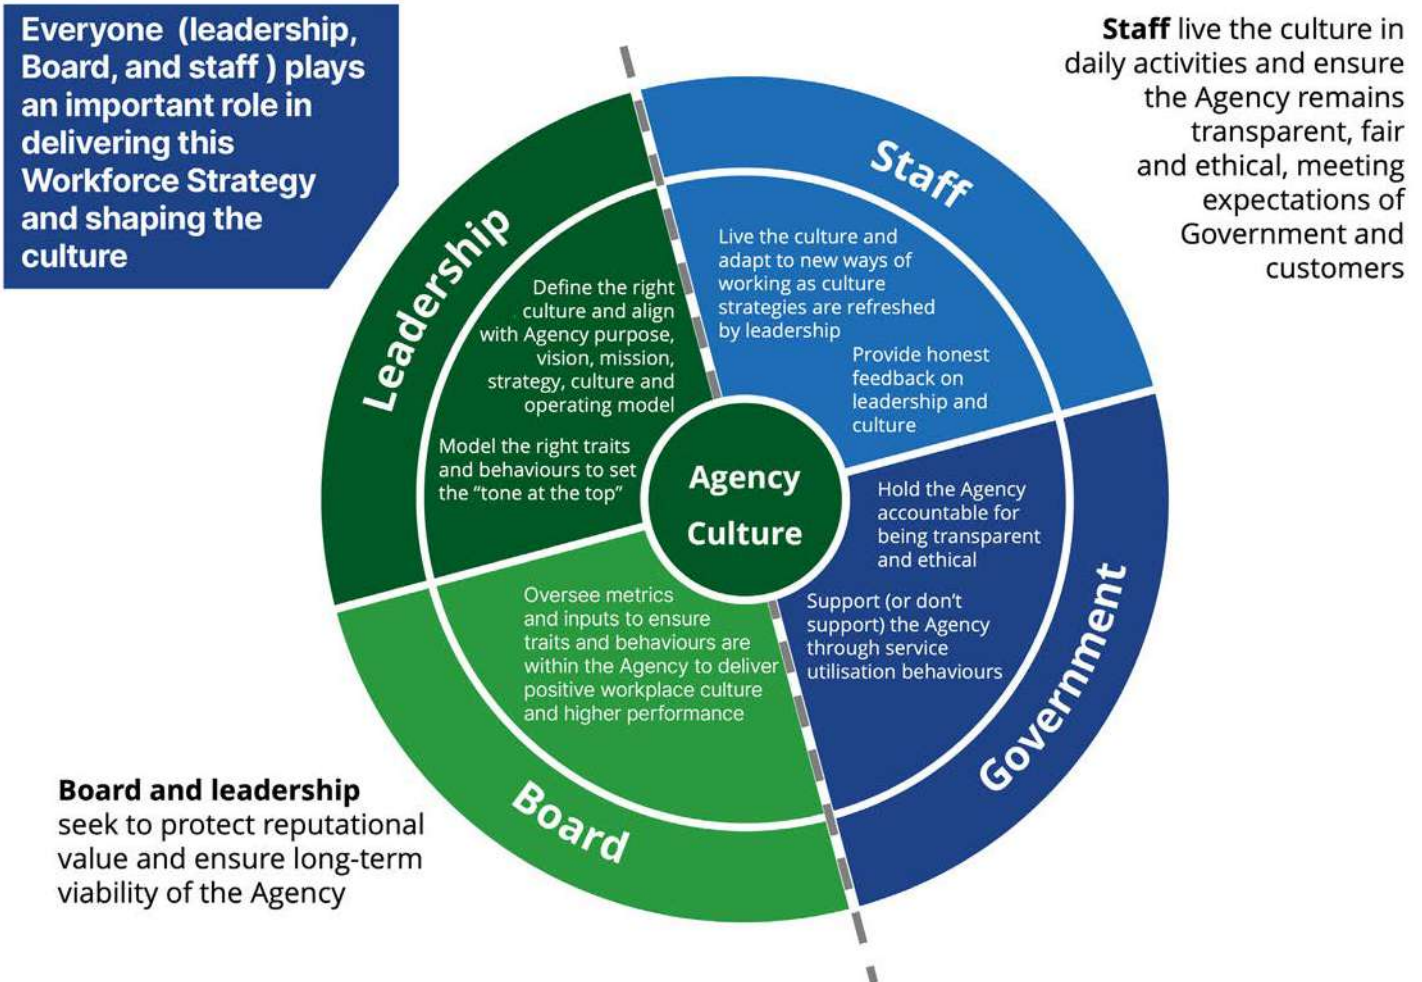 Everyone (leadership,
Board, and staff ) plays
an important role in
delivering this
Workforce Strategy
and shaping the
culture
Staff live the culture in
daily activities and ensure
the Agency remains
transparent, fair
and ethical, meeting
expectations of
Government and
customers
Leadership
Define the right
culture and align
with Agency purpose,
vision, mission,
strategy, culture and
operating model
Model the right traits
and behaviours to set
the “tone at the top”
Staff
Live the culture and
adapt to new ways of
working as culture
strategies are refreshed
by leadership
Provide honest
feedback on
leadership and
culture
Agency
Culture
Hold the Agency
accountable for
being transparent
and ethical
Support (or don’t
support) the Agency
through service
utilisation behaviours
Government
Oversee metrics
and inputs to ensure
traits and behaviours are
within the Agency to deliver
positive workplace culture
and higher performance
Board
Board and leadership
seek to protect reputational
value and ensure long-term
viability of the Agency